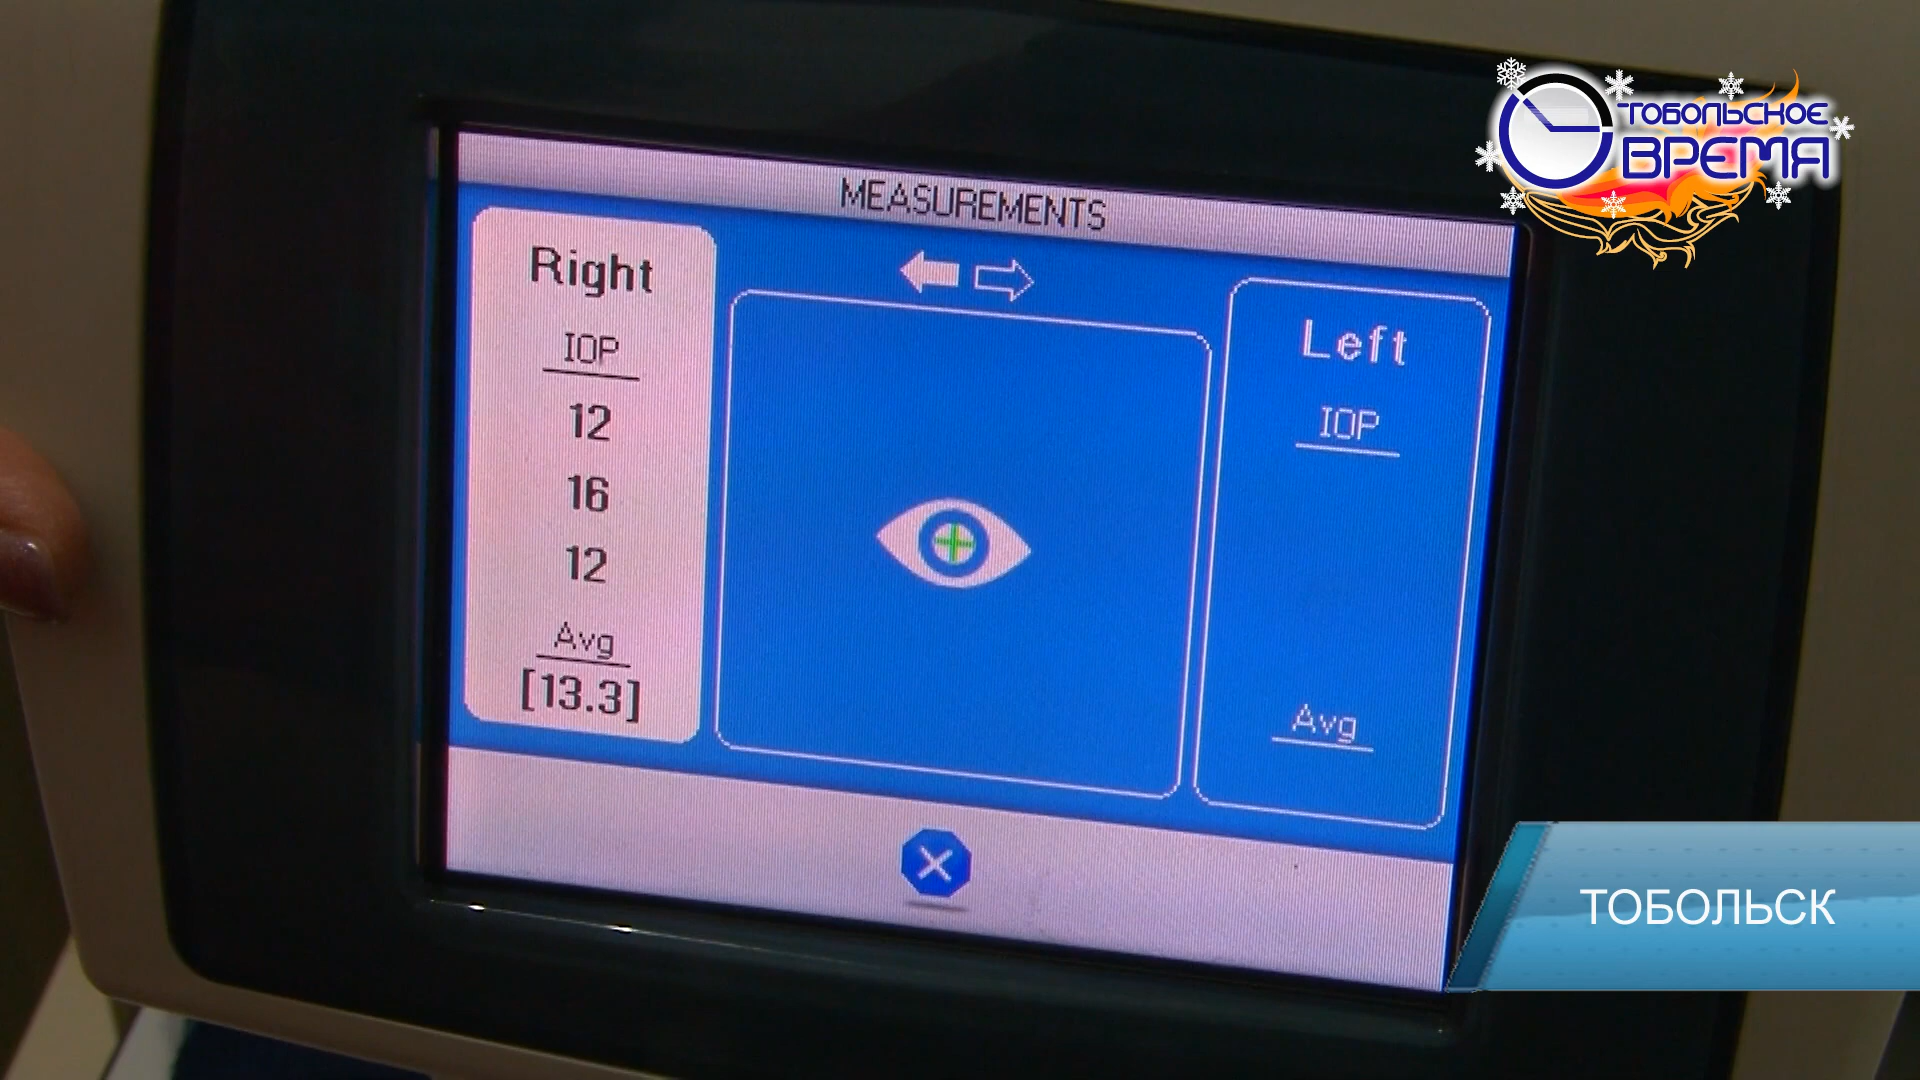 ТОБОЛЬСКОЕ
ВРЕМЯ
MEASUREMENTS
Right
IOP
12
16
12
Avg
[13.3]
Left
IOP
Avg
ТОБОЛЬСК